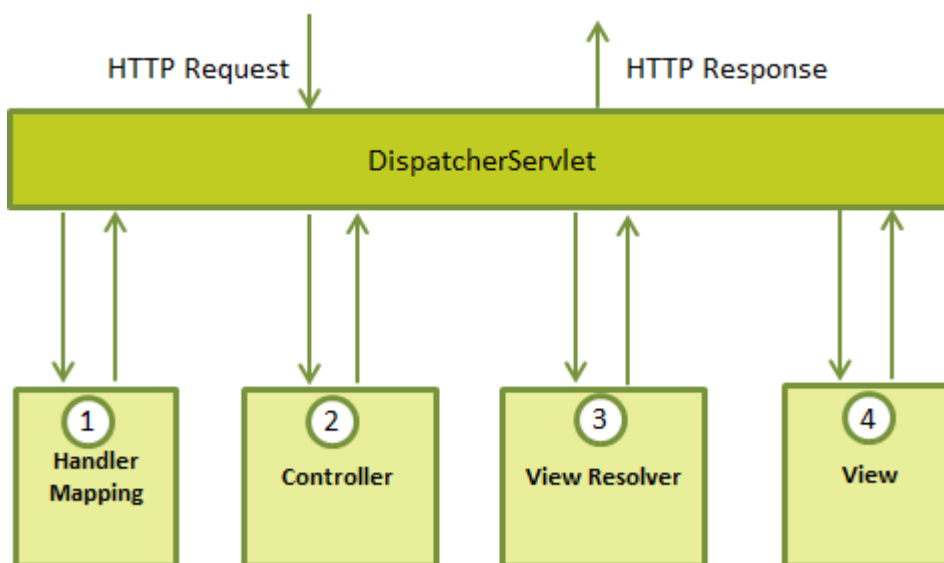 HTTP Request
HTTP Response
DispatcherServlet
1
Handler
Mapping
2
Controller
3
View Resolver
4
View